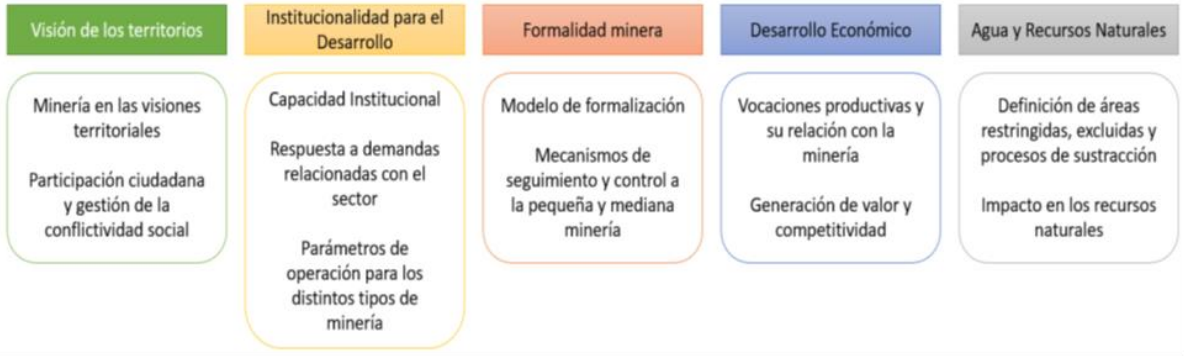 Visión de los territorios
Minería en las visiones
territoriales
Participación ciudadana
y gestión de la
conflictividad social
Institucionalidad para el
Desarrollo
Capacidad Institucional
Respuesta a demandas
relacionadas con el
sector
Parámetros de
operación para los
distintos tipos de
minería
Formalidad minera
Modelo de formalización
Mecanismos de
seguimiento y control a
la pequeña y mediana
minería
Desarrollo Económico
Vocaciones productivas y
su relación con la
minería
Generación de valor y
competitividad
Agua y Recursos Naturales
Definición de áreas
restringidas, excluidas y
procesos de sustracción
Impacto en los recursos
naturales